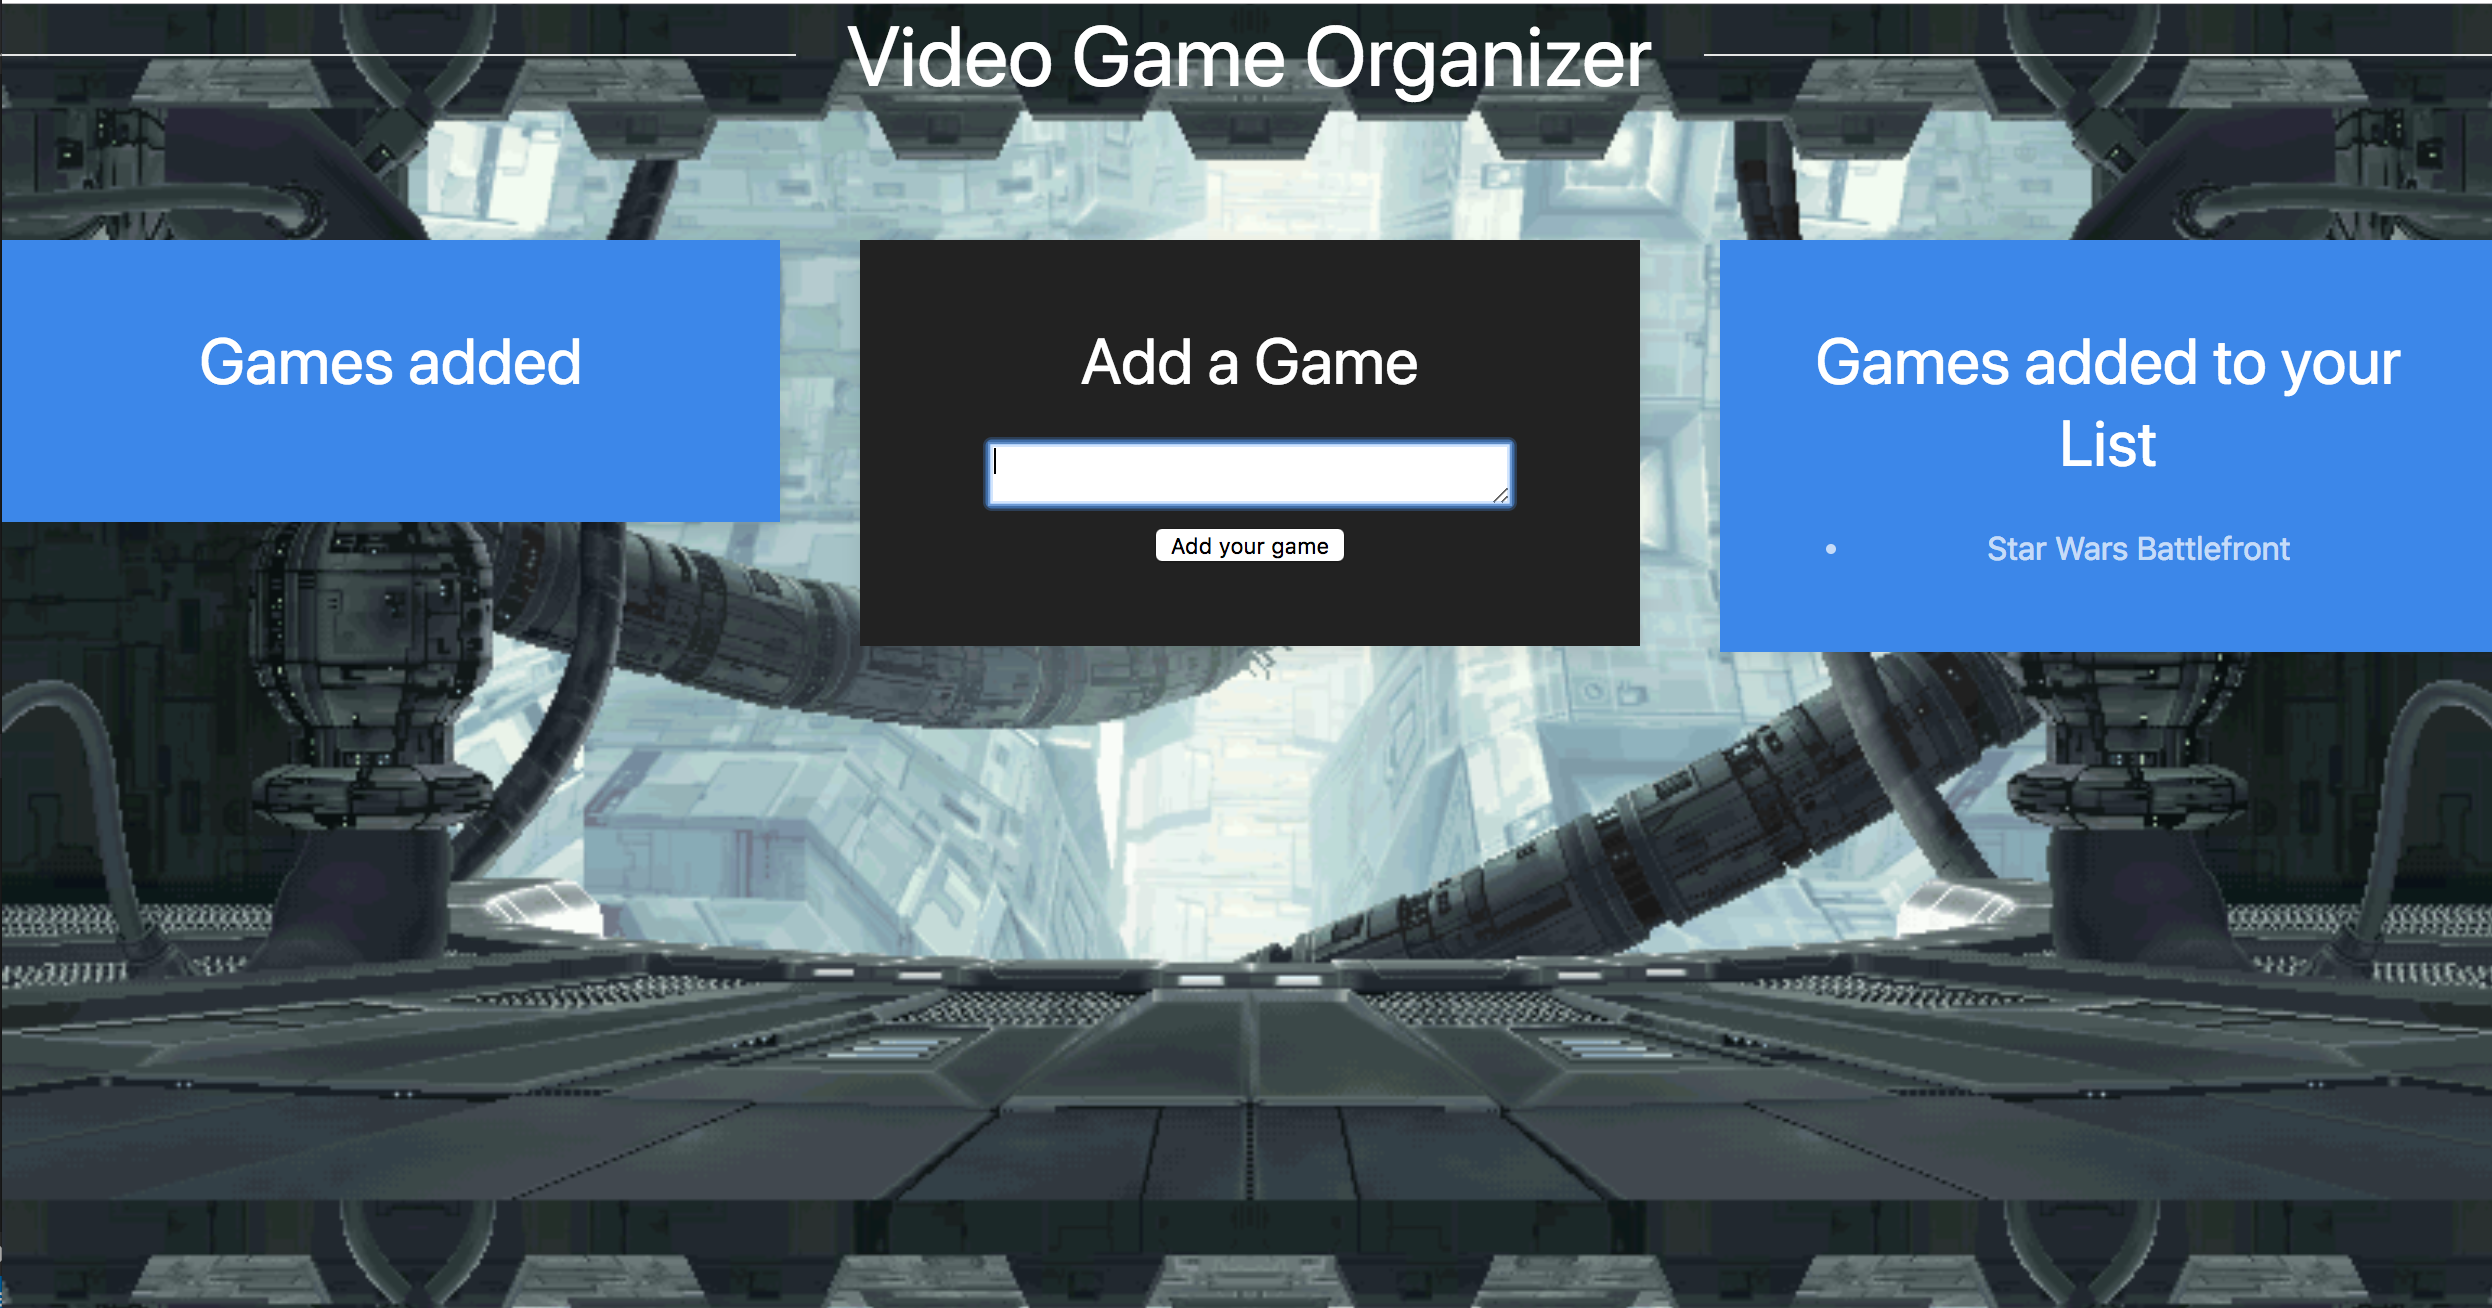 Video Game Organizer
Games added
Add a Game
Add your game
Games added to your
List
Star Wars Battlefront